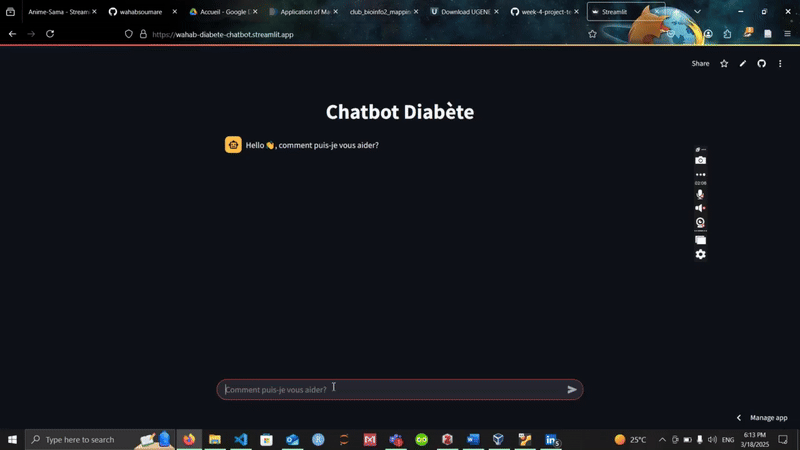 Anime-Sama - Stream
wahabsoumare
Accueil - Google D
Application of Ma
club_bioinfo2_mappin
Download UGENE
week-4-project-te
Streamlit
https://wahab-diabete-chatbot.streamlit.app
Share
Chatbot Diabète
Hello 👋, comment puis-je vous aider?
Comment puis-je vous aider?
Manage app
Type here to search
25°C
ENG
6:13 PM
3/18/2025